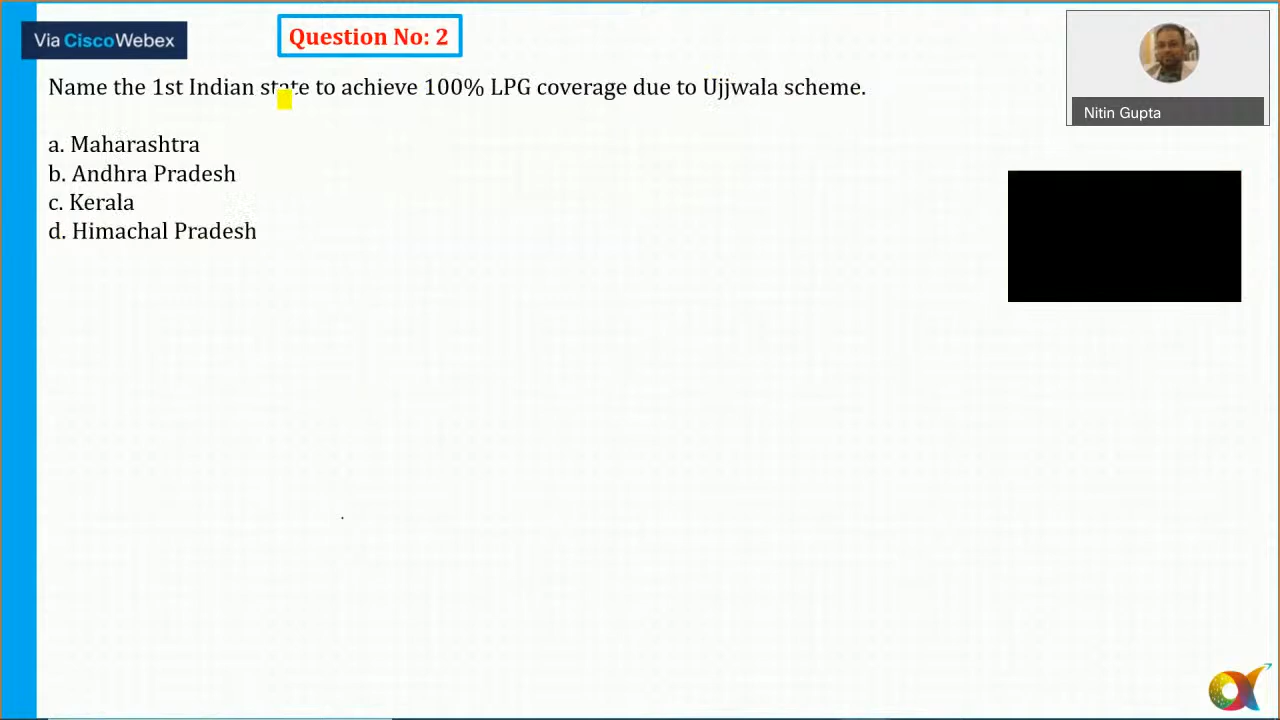 Via CiscoWebex
Question No: 2
Name the 1st Indian state to achieve 100% LPG coverage due to Ujjwala scheme.
a. Maharashtra
b. Andhra Pradesh
c. Kerala
d. Himachal Pradesh
Nitin Gupta